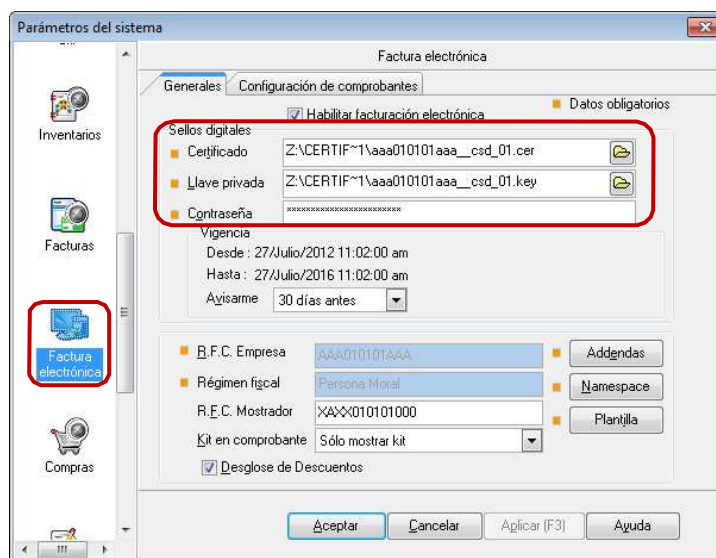 Parámetros del sistema
Inventarios
Facturas
Factura
electrónica
Compras
Factura electrónica
Generales
Configuración de comprobantes
Habilitar facturación electrónica
Datos obligatorios
Sellos digitales
Certificado
Z:\CERTIF~1\aaa010101aaa__csd_01.cer
Llave privada
Z:\CERTIF~1\aaa010101aaa__csd_01.key
Contraseña
Vigencia
Desde : 27/Julio/2012 11:02:00 am
Hasta : 27/Julio/2016 11:02:00 am
Avisarme 30 días antes
R.F.C. Empresa AAA010101AAA
Addendas
Régimen fiscal Persona Moral
Namespace
R.F.C. Mostrador XAXX010101000
Plantilla
Kit en comprobante Sólo mostrar kit
Desglose de Descuentos
Aceptar
Cancelar
Aplicar (F3)
Ayuda